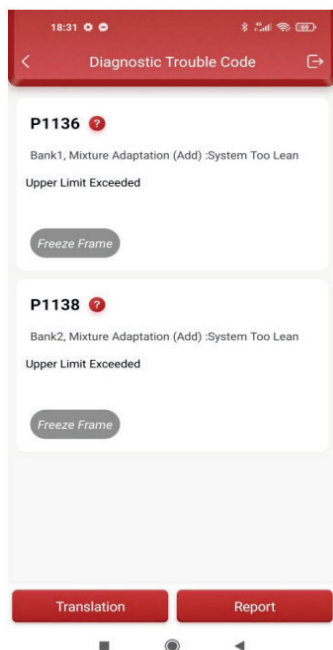 18:31
Diagnostic Trouble Code
P1136 ?
Bank1, Mixture Adaptation (Add) :System Too Lean
Upper Limit Exceeded
Freeze Frame
P1138 ?
Bank2, Mixture Adaptation (Add) :System Too Lean
Upper Limit Exceeded
Freeze Frame
Translation Report